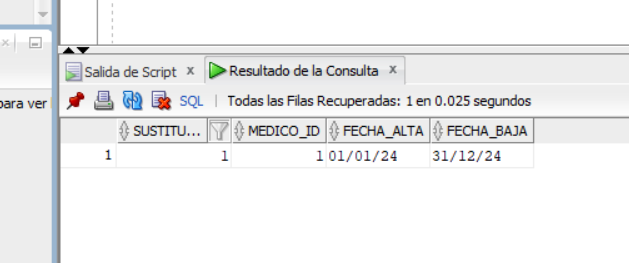 Salida de Script x Resultado de la Consulta x
para ver
SQL | Todas las Filas Recuperadas: 1 en 0.025 segundos
SUSTITU... MEDICO_ID FECHA_ALTA FECHA_BAJA
1 1 1 01/01/24 31/12/24